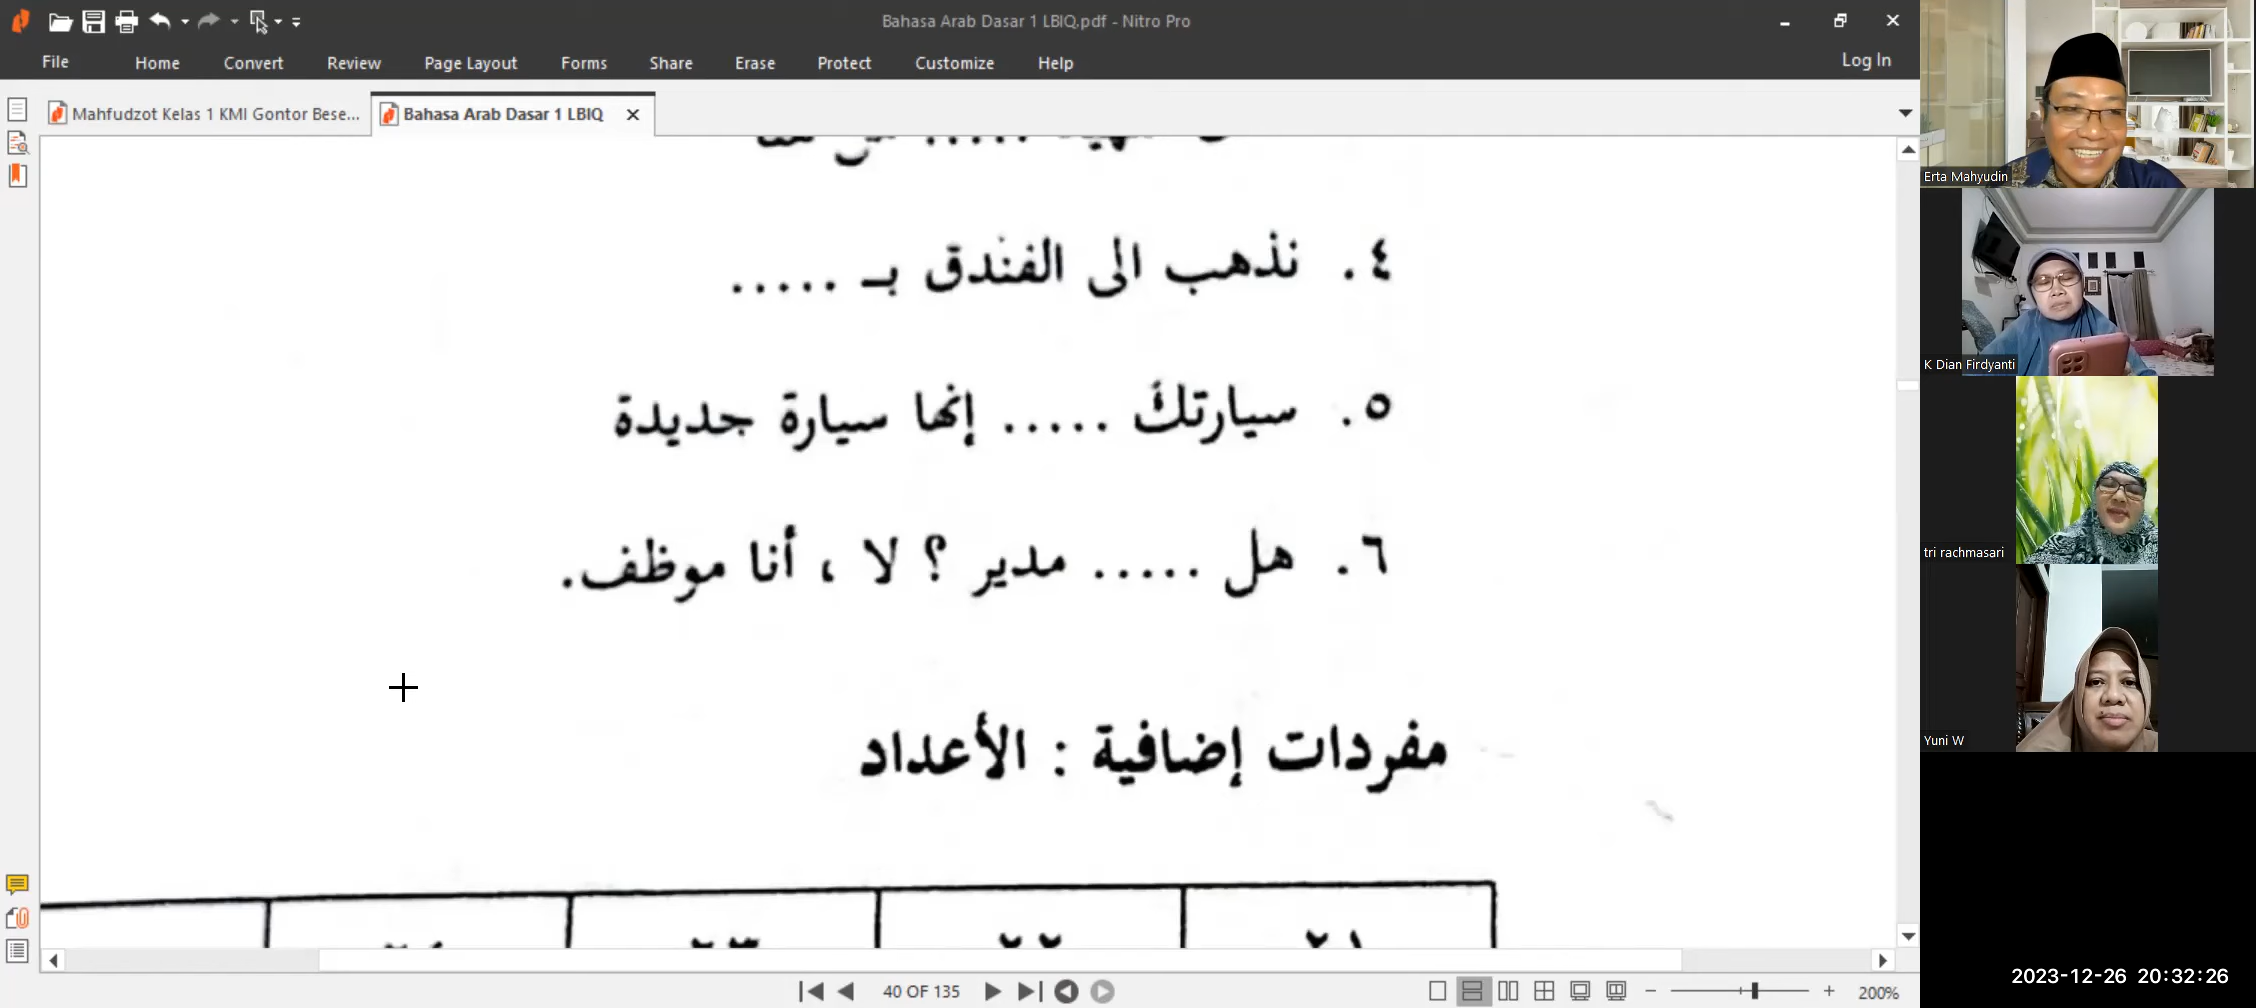 Bahasa Arab Dasar 1 LBIQ.pdf - Nitro Pro
File Home Convert Review Page Layout Forms Share Erase Protect Customize Help Log In
Mahfudzot Kelas 1 KMI Gontor Bese...
Bahasa Arab Dasar 1 LBIQ
٤. نذهب الى الفندق بـ .....
٥. سيارتكَ ..... إنها سيارة جديدة
٦. هل ..... مدير ؟ لا ، أنا موظف.
مفردات إضافية : الأعداد
٢١ ٢٢ ٢٣ ٢٤
40 OF 135
200%
Erta Mahyudin
K Dian Firdyanti
tri rachmasari
Yuni W
2023-12-26 20:32:26